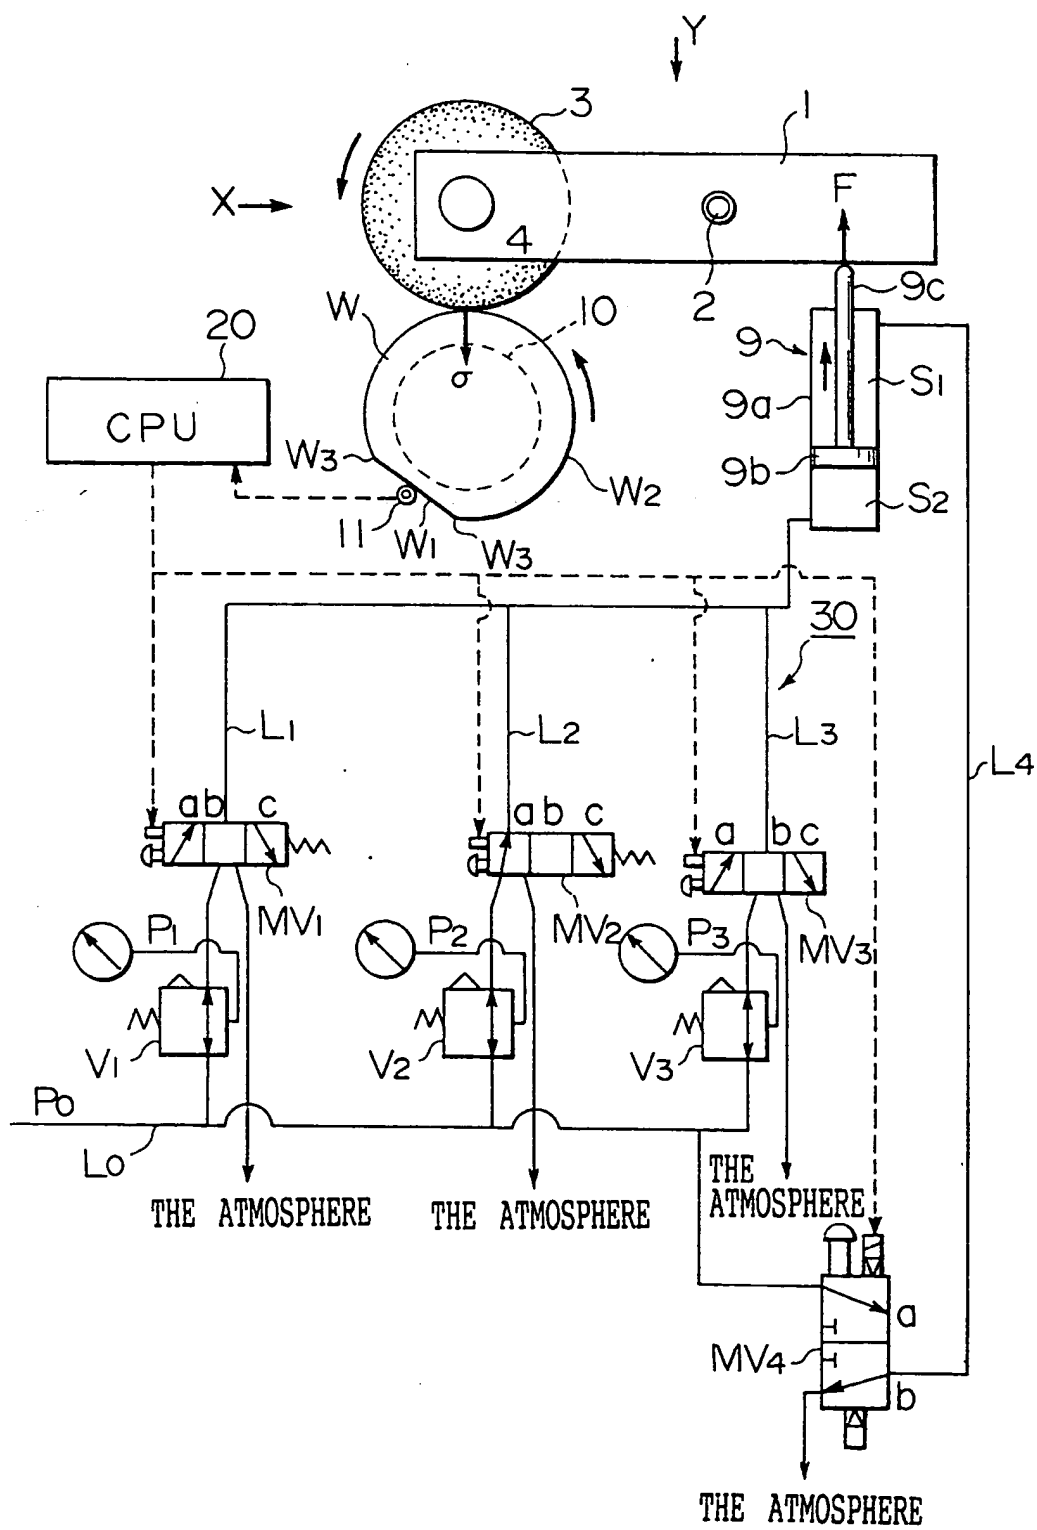 Y
3
1
X
F
4
2
9c
W
10
20
9
S1
σ
9a
CPU
W3
9b
W2
S2
11
W1
W3
30
L1
L2
L3
L4
a b c
a b c
a b c
MV1
MV2
MV3
P1
P2
P3
V1
V2
V3
P0
L0
THE ATMOSPHERE
THE ATMOSPHERE
THE
ATMOSPHERE
a
MV4
b
THE ATMOSPHERE